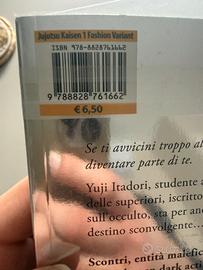 Jujutsu Kaisen 1 Fashion Variant
ISBN 978-8828761662
9 788828 761662
€ 6,50
Se ti avvicini troppo al
diventare parte di te.
Yuji Itadori, studente a
delle superiori, iscritto
sull'occulto, sta per and
destino sconvolgente...
Scontri, entità malefic
dark acti